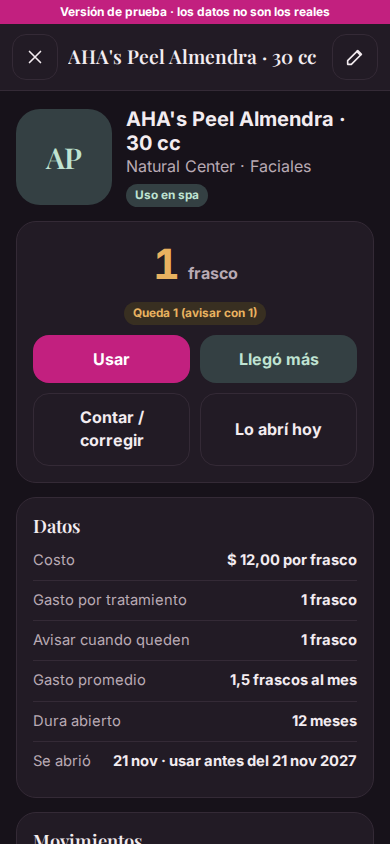 Versión de prueba · los datos no son los reales
AHA's Peel Almendra · 30 cc
AP
AHA's Peel Almendra ·
30 cc
Natural Center · Faciales
Uso en spa
1 frasco
Queda 1 (avisar con 1)
Usar
Llegó más
Contar /
corregir
Lo abrí hoy
Datos
Costo $ 12,00 por frasco
Gasto por tratamiento 1 frasco
Avisar cuando queden 1 frasco
Gasto promedio 1,5 frascos al mes
Dura abierto 12 meses
Se abrió 21 nov · usar antes del 21 nov 2027
Movimientos